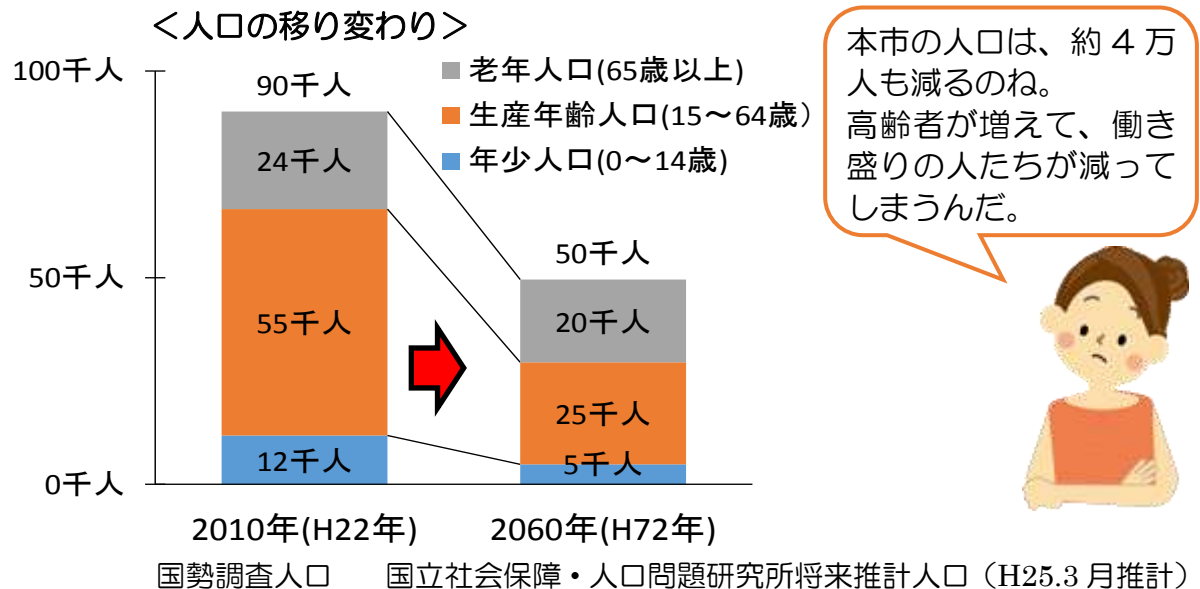 ＜人口の移り変わり＞
100千人
50千人
0千人
90千人
24千人
55千人
12千人
50千人
20千人
25千人
5千人
老年人口(65歳以上)
生産年齢人口(15～64歳）
年少人口(0～14歳)
2010年(H22年)
2060年(H72年)
国勢調査人口
国立社会保障・人口問題研究所将来推計人口（H25.3月推計）
本市の人口は、約４万
人も減るのね。
高齢者が増えて、働き
盛りの人たちが減って
しまうんだ。